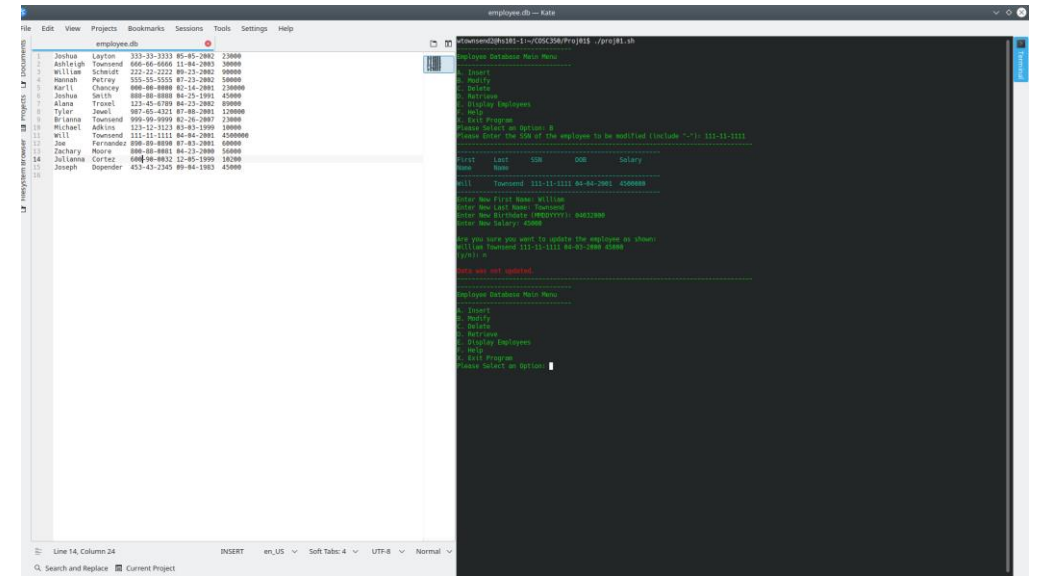 employee.db — Kate
File Edit View Projects Bookmarks Sessions Tools Settings Help
employee.db
Documents
Projects
Filesystem Browser
1 Joshua Layton 333-33-3333 05-05-2002 23000
2 Ashleigh Townsend 666-66-6666 11-04-2003 30000
3 William Schmidt 222-22-2222 09-23-2002 90000
4 Hannah Petrey 555-55-5555 07-23-2002 50000
5 Karli Chancey 000-00-0000 02-14-2001 230000
6 Joshua Smith 888-88-8888 04-25-1991 45000
7 Alana Troxel 123-45-6789 04-23-2002 89000
8 Tyler Jewel 987-65-4321 07-08-2001 120000
9 Brianna Townsend 999-99-9999 02-26-2007 23000
10 Michael Adkins 123-12-3123 03-03-1999 10000
11 Will Townsend 111-11-1111 04-04-2001 4500000
12 Joe Fernandez 890-89-0890 07-03-2001 60000
13 Zachary Moore 800-88-0081 04-23-2000 56000
14 Julianna Cortez 600-90-0032 12-05-1999 10200
15 Joseph Dopender 453-43-2345 09-04-1983 45000
16
Line 14, Column 24 INSERT en_US Soft Tabs: 4 UTF-8 Normal
Search and Replace Current Project
wtownsend2@hs101-1:~/COSC350/Proj01$ ./proj01.sh
Employee Database Main Menu
A. Insert
B. Modify
C. Delete
D. Retrieve
E. Display Employees
F. Help
X. Exit Program
Please Select an Option: B
Please Enter the SSN of the employee to be modified (include "-"): 111-11-1111
First Last SSN DOB Salary
Name Name
Will Townsend 111-11-1111 04-04-2001 4500000
Enter New First Name: William
Enter New Last Name: Townsend
Enter New Birthdate (MMDDYYYY): 04032000
Enter New Salary: 45000
Are you sure you want to update the employee as shown:
William Townsend 111-11-1111 04-03-2000 45000
(y/n): n
Data was not updated
Employee Database Main Menu
A. Insert
B. Modify
C. Delete
D. Retrieve
E. Display Employees
F. Help
X. Exit Program
Please Select an Option:
Terminal